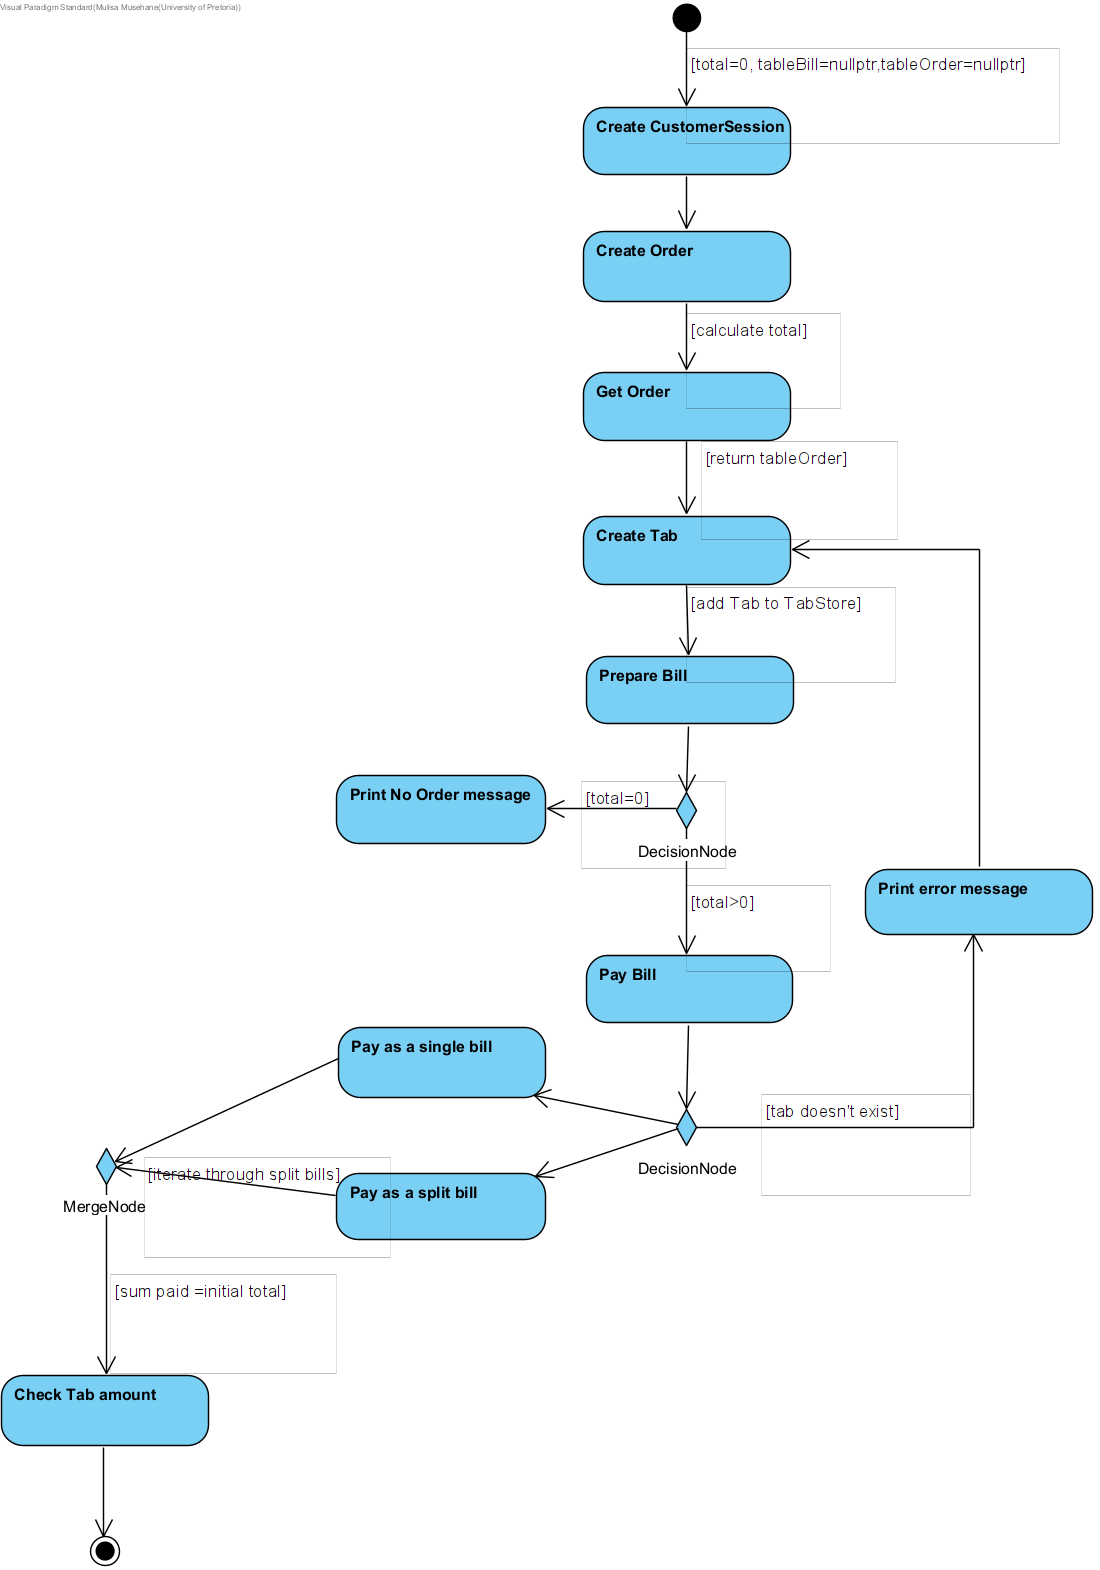 Visual Paradigm Standard(Mulisa Musehane(University of Pretoria))
[total=0, tableBill=nullptr,tableOrder=nullptr]
Create CustomerSession
Create Order
[calculate total]
Get Order
[return tableOrder]
Create Tab
[add Tab to TabStore]
Prepare Bill
Print No Order message
[total=0]
DecisionNode
Print error message
[total>0]
Pay Bill
Pay as a single bill
[tab doesn't exist]
DecisionNode
[iterate through split bills]
Pay as a split bill
MergeNode
[sum paid =initial total]
Check Tab amount